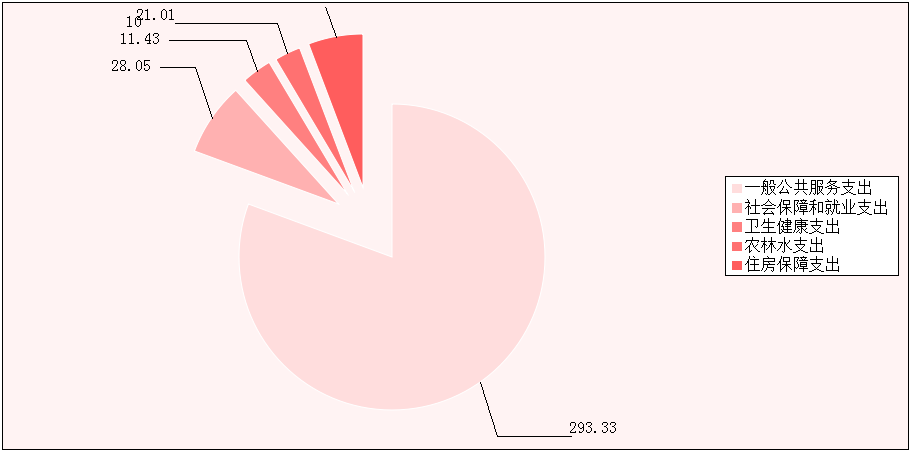 21.01
10
11.43
28.05
293.33
一般公共服务支出
社会保障和就业支出
卫生健康支出
农林水支出
住房保障支出